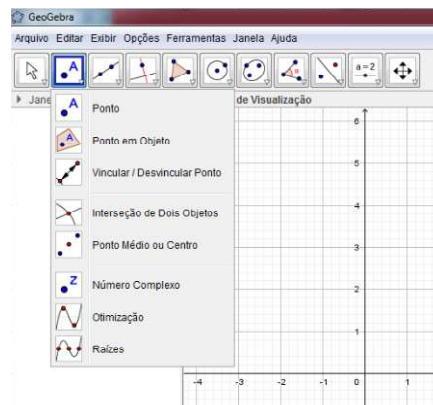 GeoGebra
Arquivo Editar Exibir Opções Ferramentas Janela Ajuda
A
a=2
Jane
de Visualização
A Ponto
A Ponto em Objeto
Vincular / Desvincular Ponto
Interseção de Dois Objetos
Ponto Médio ou Centro
Z Número Complexo
Otimização
Raízes
6
5
4
3
2
1
-4 -3 -2 -1 0 1